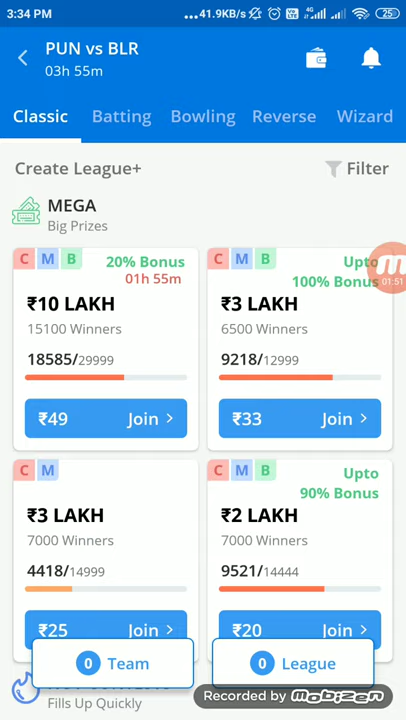 3:34 PM ...41.9KB/s 4G 25
PUN vs BLR
03h 55m
Classic Batting Bowling Reverse Wizard
Create League+ Filter
MEGA
Big Prizes
C M B 20% Bonus
01h 55m
₹10 LAKH
15100 Winners
18585/29999
₹49 Join >
C M B Upto
100% Bonus
01:51
₹3 LAKH
6500 Winners
9218/12999
₹33 Join >
C M
₹3 LAKH
7000 Winners
4418/14999
₹25 Join >
C M B Upto
90% Bonus
₹2 LAKH
7000 Winners
9521/14444
₹20 Join >
0 Team
0 League
Fills Up Quickly
Recorded by mobizen